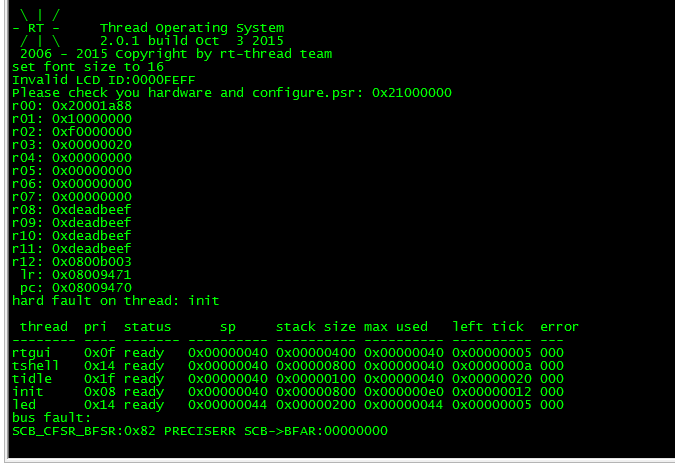 \ | /
- RT -     Thread Operating System
 / | \     2.0.1 build Oct  3 2015
 2006 - 2015 Copyright by rt-thread team
set font size to 16
Invalid LCD ID:0000FEFF
Please check you hardware and configure.psr: 0x21000000
r00: 0x20001a88
r01: 0x10000000
r02: 0xf0000000
r03: 0x00000020
r04: 0x00000000
r05: 0x00000000
r06: 0x00000000
r07: 0x00000000
r08: 0xdeadbeef
r09: 0xdeadbeef
r10: 0xdeadbeef
r11: 0xdeadbeef
r12: 0x0800b003
 lr: 0x08009471
 pc: 0x08009470
hard fault on thread: init
 thread  pri  status      sp     stack size max used   left tick  error
-------- ---- ------- ---------- ---------- ---------- ---------- ---
rtgui    0x0f ready   0x00000040 0x00000400 0x00000040 0x00000005 000
tshell   0x14 ready   0x00000040 0x00000800 0x00000040 0x0000000a 000
tidle    0x1f ready   0x00000040 0x00000100 0x00000040 0x00000020 000
init     0x08 ready   0x00000040 0x00000800 0x000000e0 0x00000012 000
led      0x14 ready   0x00000044 0x00000200 0x00000044 0x00000005 000
bus fault:
SCB_CFSR_BFSR:0x82 PRECISERR SCB->BFAR:00000000